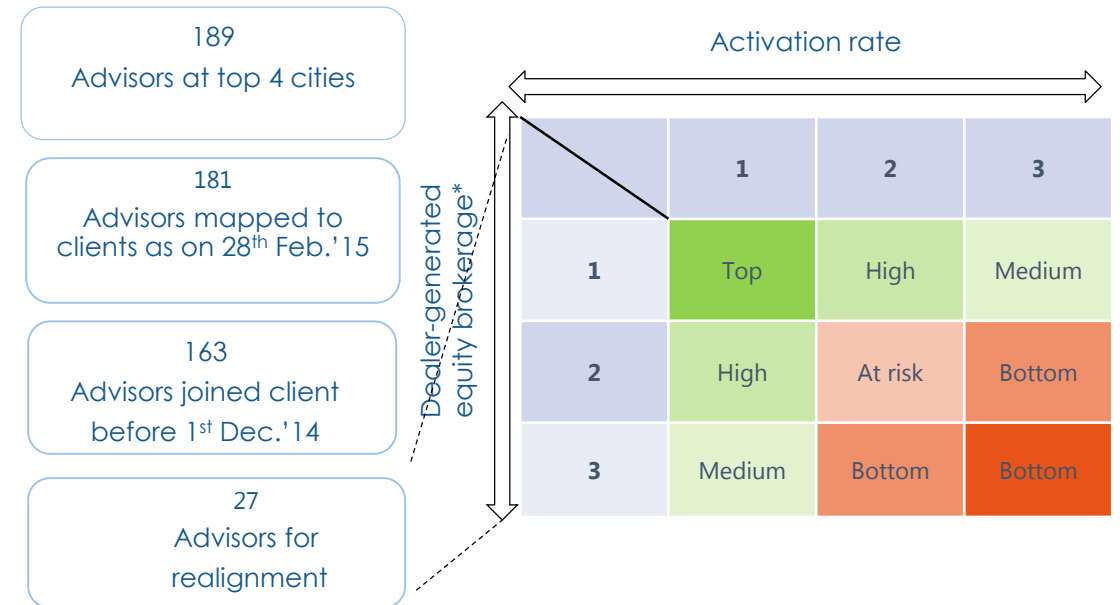 189
Advisors at top 4 cities
181
Advisors mapped to
clients as on 28th Feb.'15
163
Advisors joined client
before 1st Dec.'14
27
Advisors for
realignment
Activation rate
Dealer-generated
equity brokerage*
1 2 3
1 Top High Medium
2 High At risk Bottom
3 Medium Bottom Bottom